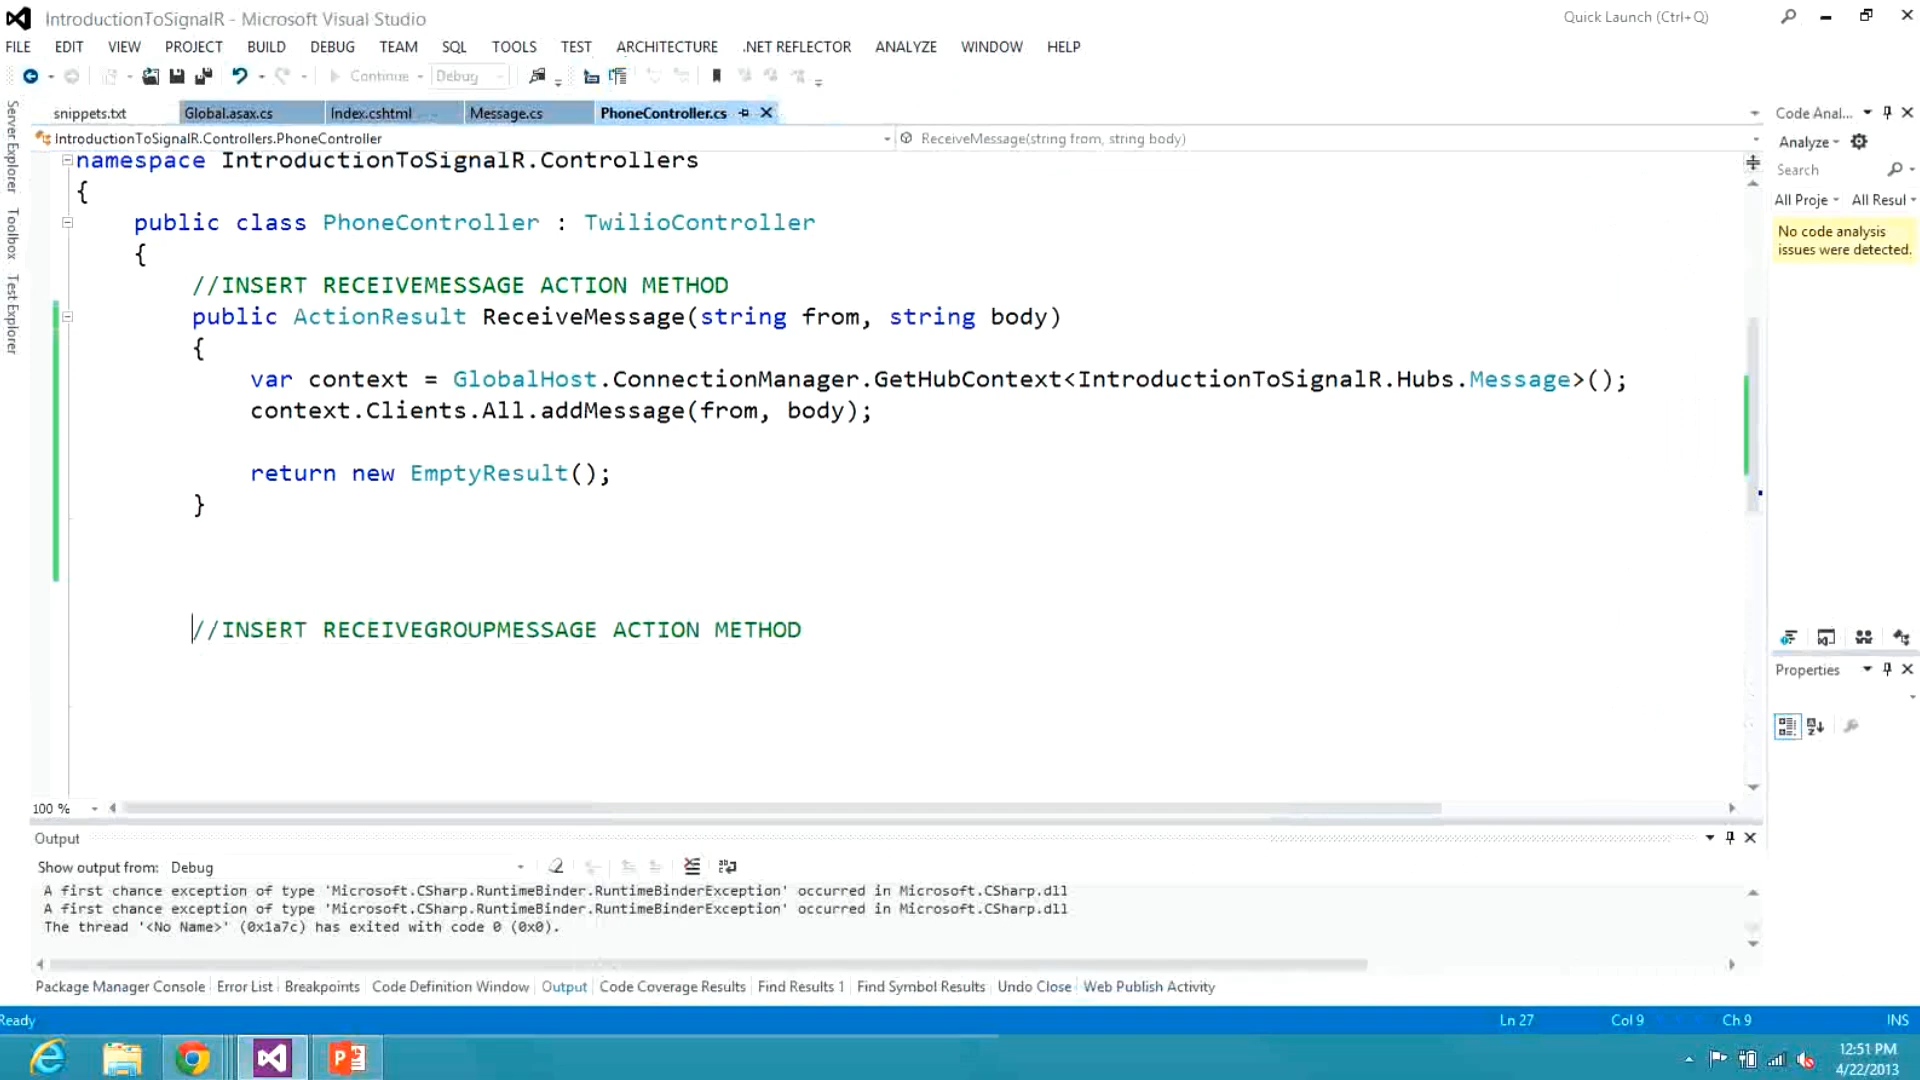 IntroductionToSignalR - Microsoft Visual Studio
Quick Launch (Ctrl+Q)
FILE EDIT VIEW PROJECT BUILD DEBUG TEAM SQL TOOLS TEST ARCHITECTURE .NET REFLECTOR ANALYZE WINDOW HELP
Continue Debug
snippets.txt Global.asax.cs Index.cshtml Message.cs PhoneController.cs
IntroductionToSignalR.Controllers.PhoneController ReceiveMessage(string from, string body)
Server Explorer
Toolbox
Test Explorer
namespace IntroductionToSignalR.Controllers
{
public class PhoneController : TwilioController
{
//INSERT RECEIVEMESSAGE ACTION METHOD
public ActionResult ReceiveMessage(string from, string body)
{
var context = GlobalHost.ConnectionManager.GetHubContext<IntroductionToSignalR.Hubs.Message>();
context.Clients.All.addMessage(from, body);
return new EmptyResult();
}
//INSERT RECEIVEGROUPMESSAGE ACTION METHOD
100 %
Code Anal...
Analyze
Search
All Proje All Resul
No code analysis
issues were detected.
Properties
Output
Show output from: Debug
A first chance exception of type 'Microsoft.CSharp.RuntimeBinder.RuntimeBinderException' occurred in Microsoft.CSharp.dll
A first chance exception of type 'Microsoft.CSharp.RuntimeBinder.RuntimeBinderException' occurred in Microsoft.CSharp.dll
The thread '<No Name>' (0x1a7c) has exited with code 0 (0x0).
Package Manager Console Error List Breakpoints Code Definition Window Output Code Coverage Results Find Results 1 Find Symbol Results Undo Close Web Publish Activity
Ready Ln 27 Col 9 Ch 9 INS
12:51 PM
4/22/2013